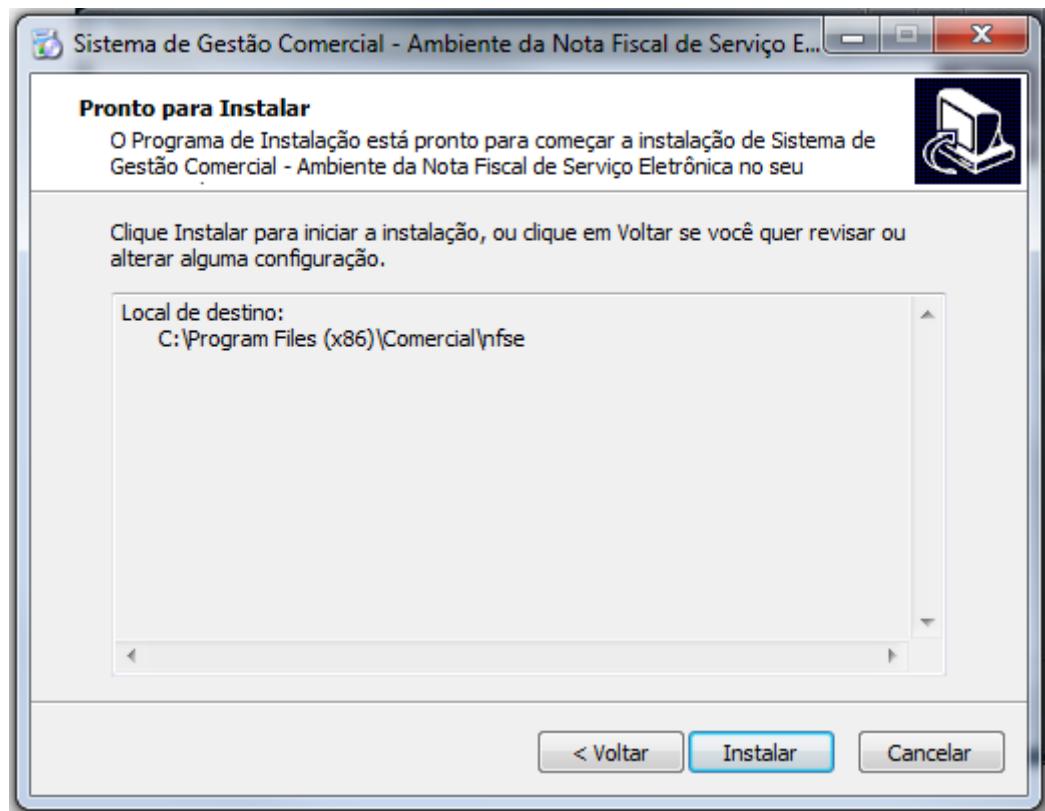 Sistema de Gestão Comercial - Ambiente da Nota Fiscal de Serviço E...
Pronto para Instalar
O Programa de Instalação está pronto para começar a instalação de Sistema de
Gestão Comercial - Ambiente da Nota Fiscal de Serviço Eletrônica no seu
Clique Instalar para iniciar a instalação, ou clique em Voltar se você quer revisar ou
alterar alguma configuração.
Local de destino:
C:\Program Files (x86)\Comercial\nfse
< Voltar
Instalar
Cancelar